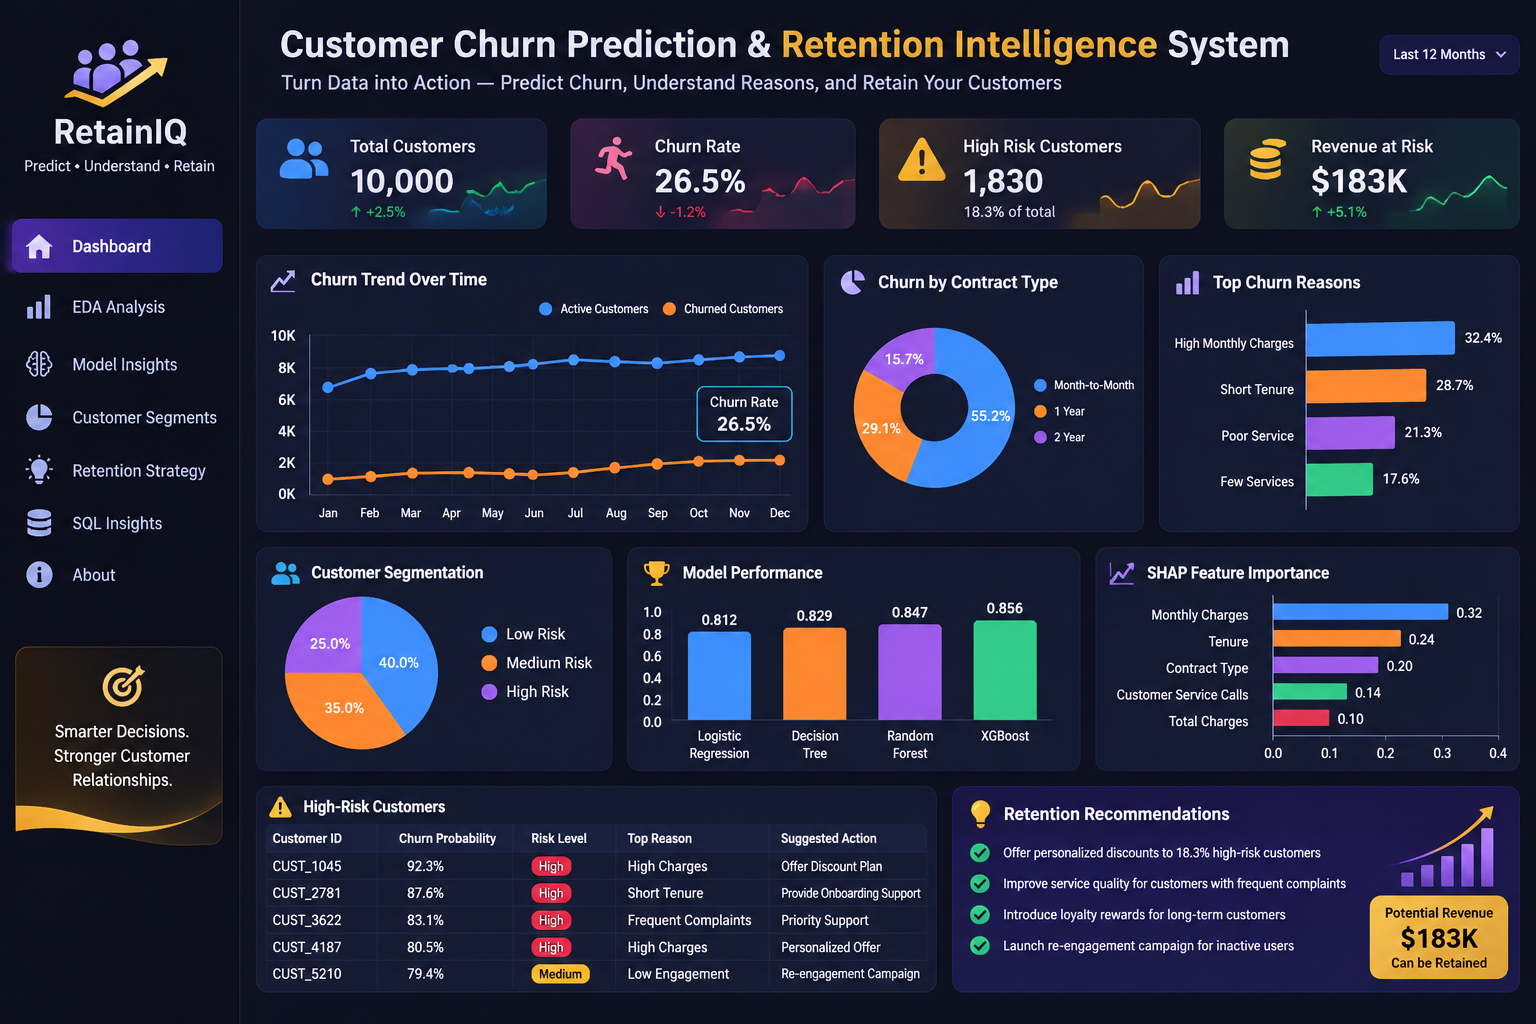 RetainIQ
Predict • Understand • Retain
Dashboard
EDA Analysis
Model Insights
Customer Segments
Retention Strategy
SQL Insights
About
Smarter Decisions.
Stronger Customer
Relationships.
Customer Churn Prediction & Retention Intelligence System
Turn Data into Action — Predict Churn, Understand Reasons, and Retain Your Customers
Last 12 Months
Total Customers
10,000
↑ +2.5%
Churn Rate
26.5%
↓ -1.2%
High Risk Customers
1,830
18.3% of total
Revenue at Risk
$183K
↑ +5.1%
Churn Trend Over Time
Active Customers
Churned Customers
10K
8K
6K
4K
2K
0K
Churn Rate
26.5%
Jan Feb Mar Apr May Jun Jul Aug Sep Oct Nov Dec
Churn by Contract Type
15.7%
55.2%
29.1%
Month-to-Month
1 Year
2 Year
Top Churn Reasons
High Monthly Charges 32.4%
Short Tenure 28.7%
Poor Service 21.3%
Few Services 17.6%
Customer Segmentation
25.0%
40.0%
35.0%
Low Risk
Medium Risk
High Risk
Model Performance
1.0
0.8
0.6
0.4
0.2
0.0
0.812 0.829 0.847 0.856
Logistic Regression
Decision Tree
Random Forest
XGBoost
SHAP Feature Importance
Monthly Charges 0.32
Tenure 0.24
Contract Type 0.20
Customer Service Calls 0.14
Total Charges 0.10
0.0 0.1 0.2 0.3 0.4
High-Risk Customers
Customer ID Churn Probability Risk Level Top Reason Suggested Action
CUST_1045 92.3% High High Charges Offer Discount Plan
CUST_2781 87.6% High Short Tenure Provide Onboarding Support
CUST_3622 83.1% High Frequent Complaints Priority Support
CUST_4187 80.5% High High Charges Personalized Offer
CUST_5210 79.4% Medium Low Engagement Re-engagement Campaign
Retention Recommendations
Offer personalized discounts to 18.3% high-risk customers
Improve service quality for customers with frequent complaints
Introduce loyalty rewards for long-term customers
Launch re-engagement campaign for inactive users
Potential Revenue
$183K
Can be Retained